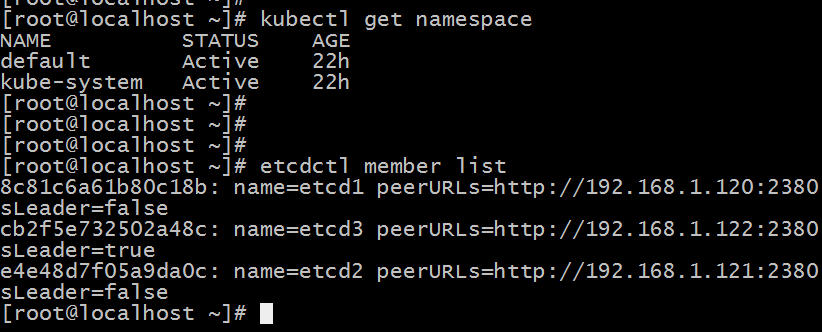 [root@localhost ~]#
[root@localhost ~]# kubectl get namespace
NAME          STATUS    AGE
default       Active    22h
kube-system   Active    22h
[root@localhost ~]#
[root@localhost ~]#
[root@localhost ~]#
[root@localhost ~]# etcdctl member list
8c81c6a61b80c18b: name=etcd1 peerURLs=http://192.168.1.120:2380
sLeader=false
cb2f5e732502a48c: name=etcd3 peerURLs=http://192.168.1.122:2380
sLeader=true
e4e48d7f05a9da0c: name=etcd2 peerURLs=http://192.168.1.121:2380
sLeader=false
[root@localhost ~]#